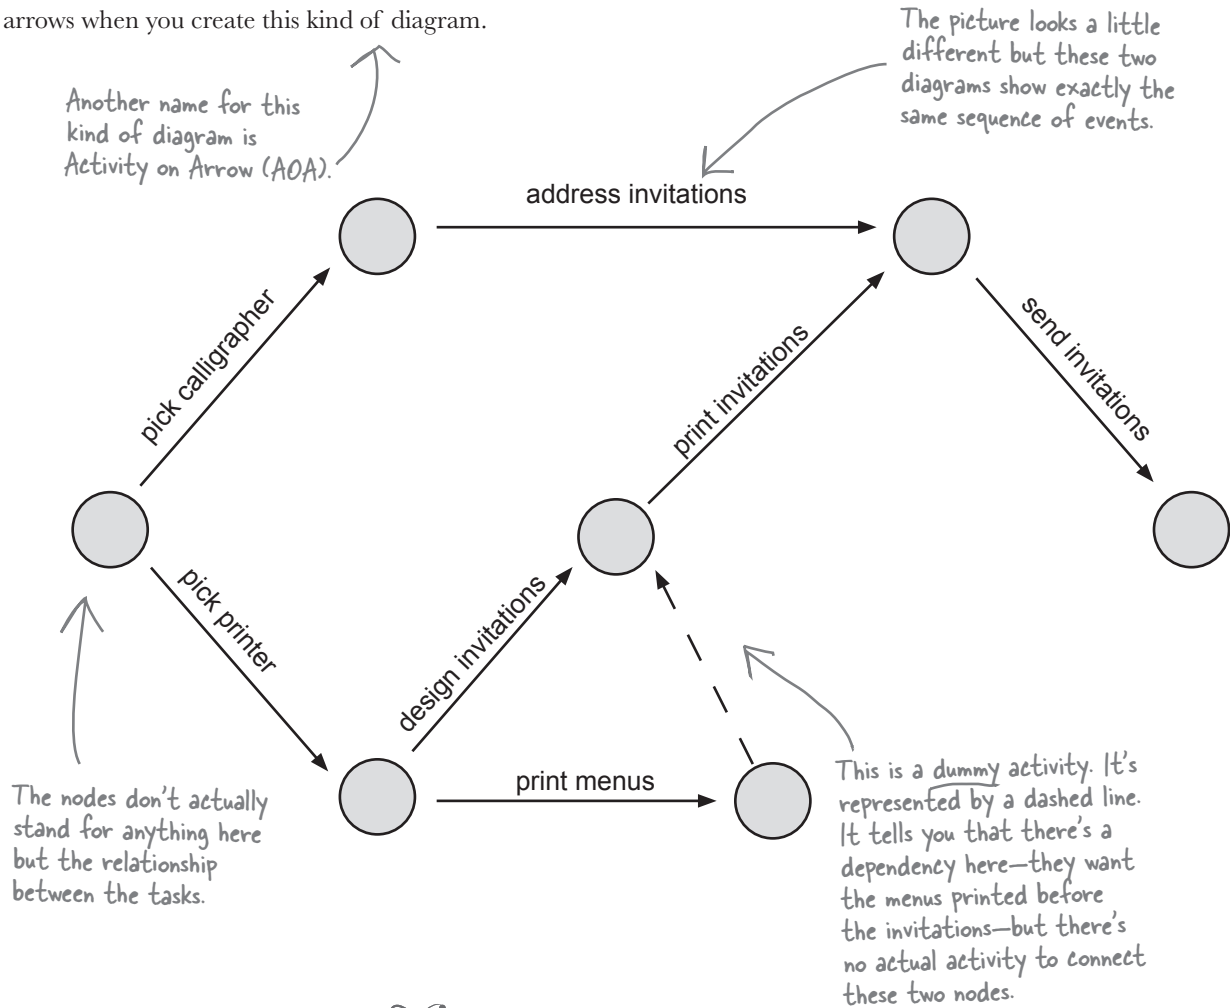 arrows when you create this kind of diagram.
The picture looks a little
different but these two
diagrams show exactly the
same sequence of events.
Another name for this
kind of diagram is
Activity on Arrow (AOA).
address invitations
pick calligrapher
print invitations
send invitations
pick printer
design invitations
print menus
The nodes don't actually
stand for anything here
but the relationship
between the tasks.
This is a dummy activity. It's
represented by a dashed line.
It tells you that there's a
dependency here—they want
the menus printed before
the invitations—but there's
no actual activity to connect
these two nodes.